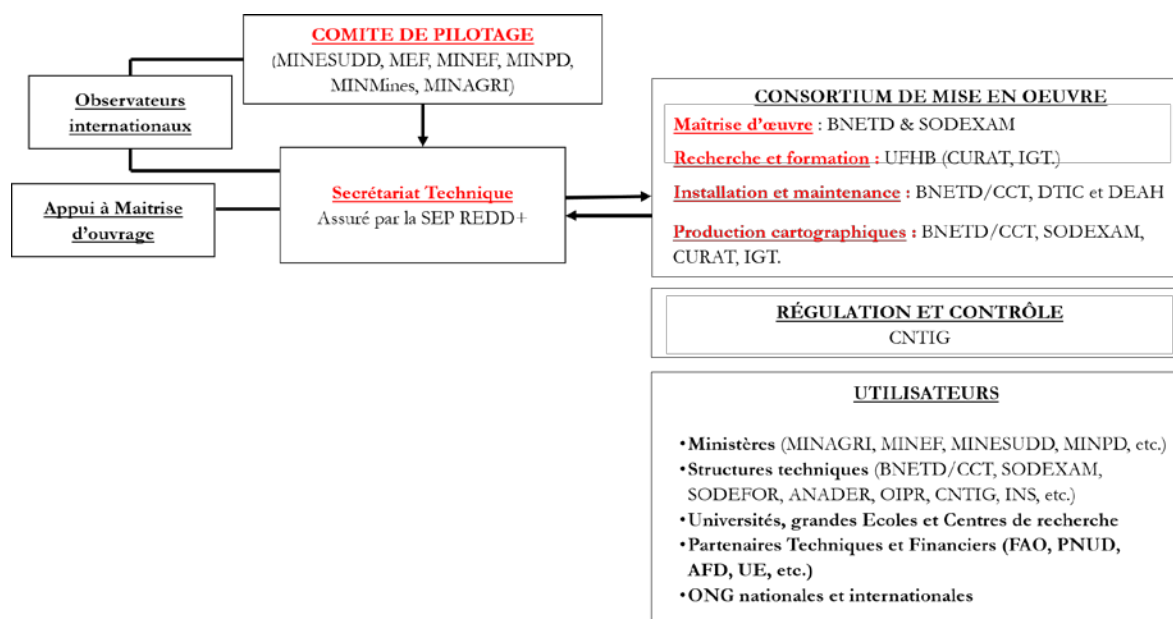 COMITE DE PILOTAGE
(MINESUDD, MEF, MINEF, MINPD,
MINMines, MINAGRI)
Observateurs
internationaux
Appui à Maitrise
d'ouvrage
Secrétariat Technique
Assuré par la SEP REDD+
CONSORTIUM DE MISE EN OEUVRE
Maîtrise d'œuvre : BNETD & SODEXAM
Recherche et formation : UFHB (CURAT, IGT.)
Installation et maintenance : BNETD/CCT, DTIC et DEAH
Production cartographiques : BNETD/CCT, SODEXAM,
CURAT, IGT.
RÉGULATION ET CONTRÔLE
CNTIG
UTILISATEURS
•Ministères (MINAGRI, MINEF, MINESUDD, MINPD, etc.)
•Structures techniques (BNETD/CCT, SODEXAM,
SODEFOR, ANADER, OIPR, CNTIG, INS, etc.)
•Universités, grandes Ecoles et Centres de recherche
•Partenaires Techniques et Financiers (FAO, PNUD,
AFD, UE, etc.)
•ONG nationales et internationales